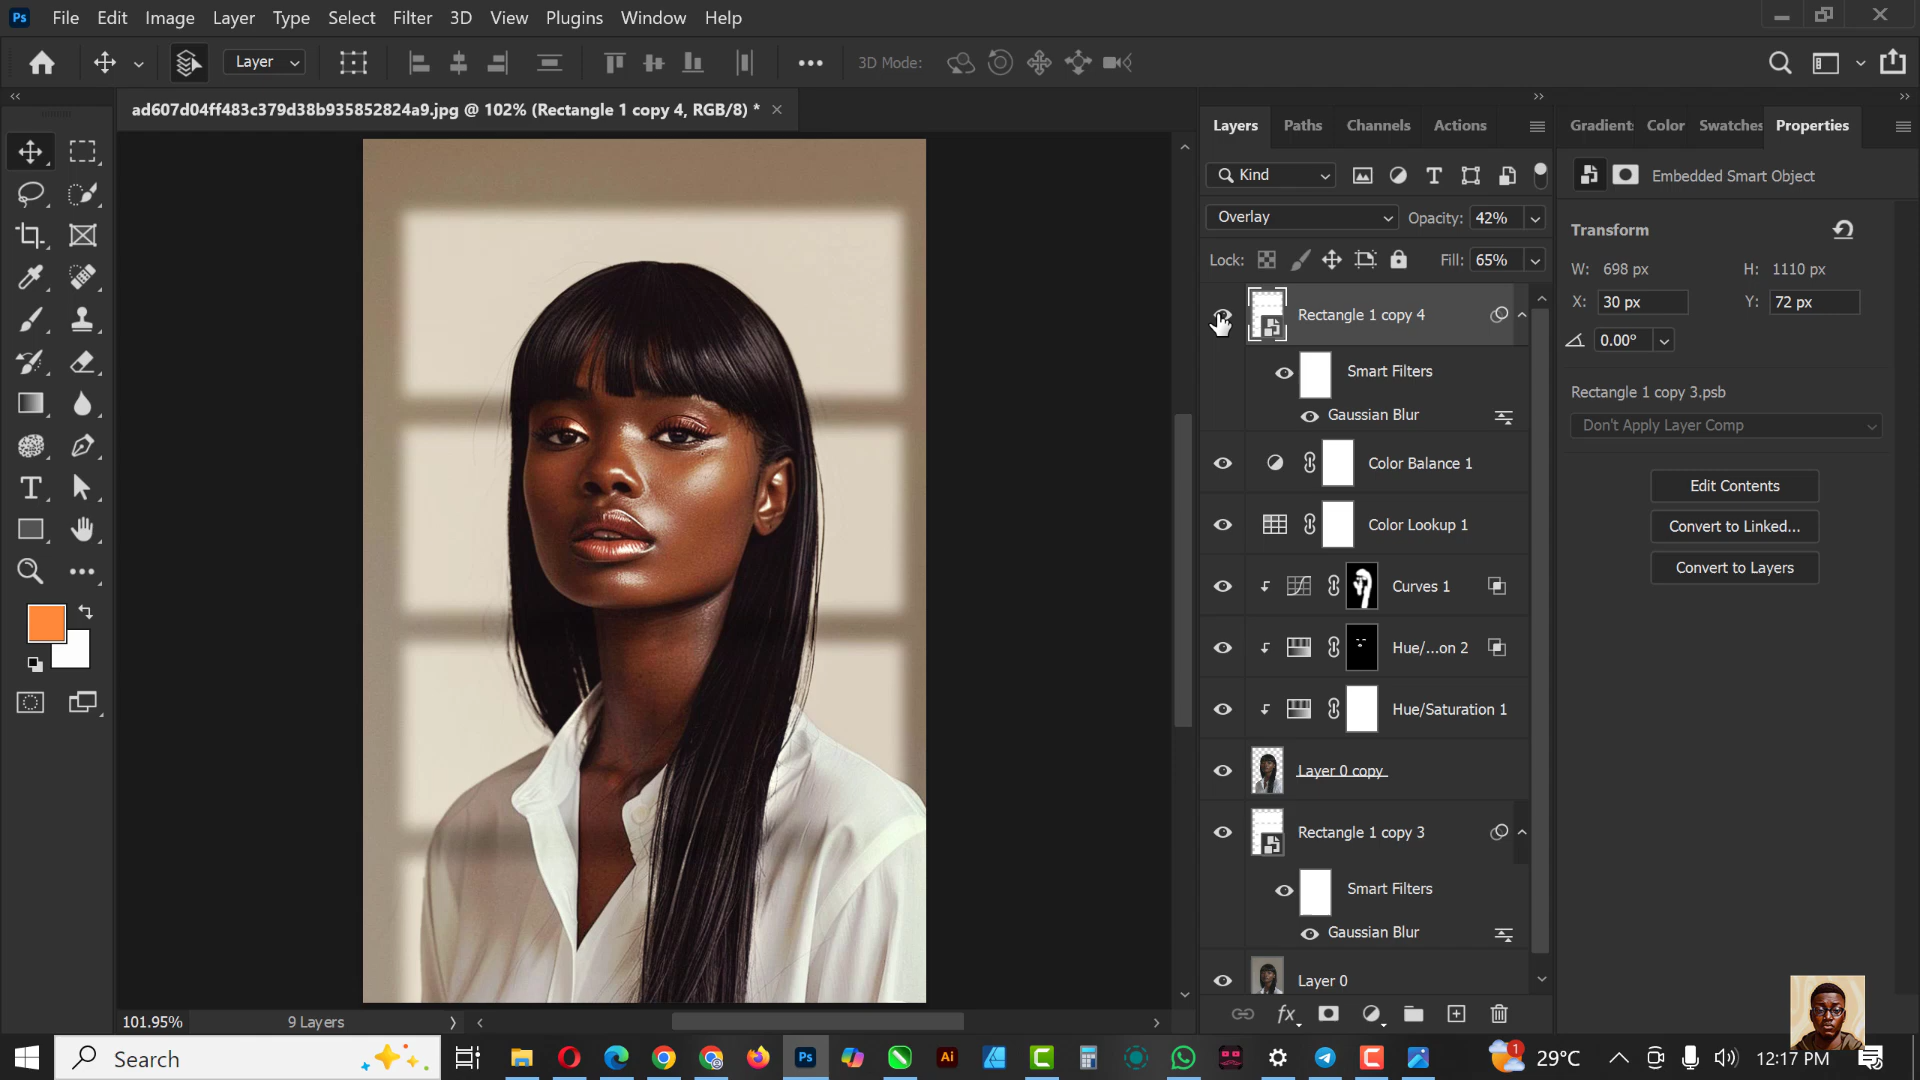 Ps File Edit Image Layer Type Select Filter 3D View Plugins Window Help
Layer 3D Mode:
ad607d04ff483c379d38b935852824a9.jpg @ 102% (Rectangle 1 copy 4, RGB/8) *
Layers Paths Channels Actions
Gradient Color Swatches Properties
Kind
Embedded Smart Object
Overlay Opacity: 42%
Transform
Lock: Fill: 65%
W: 698 px H: 1110 px
X: 30 px Y: 72 px
Rectangle 1 copy 4
0.00°
Smart Filters
Rectangle 1 copy 3.psb
Gaussian Blur
Don't Apply Layer Comp
Color Balance 1
Edit Contents
Color Lookup 1
Convert to Linked...
Convert to Layers
Curves 1
Hue/...on 2
Hue/Saturation 1
Layer 0 copy
Rectangle 1 copy 3
Smart Filters
Gaussian Blur
Layer 0
fx
101.95% 9 Layers
Search
Ps
Ai
1
29°C
12:17 PM